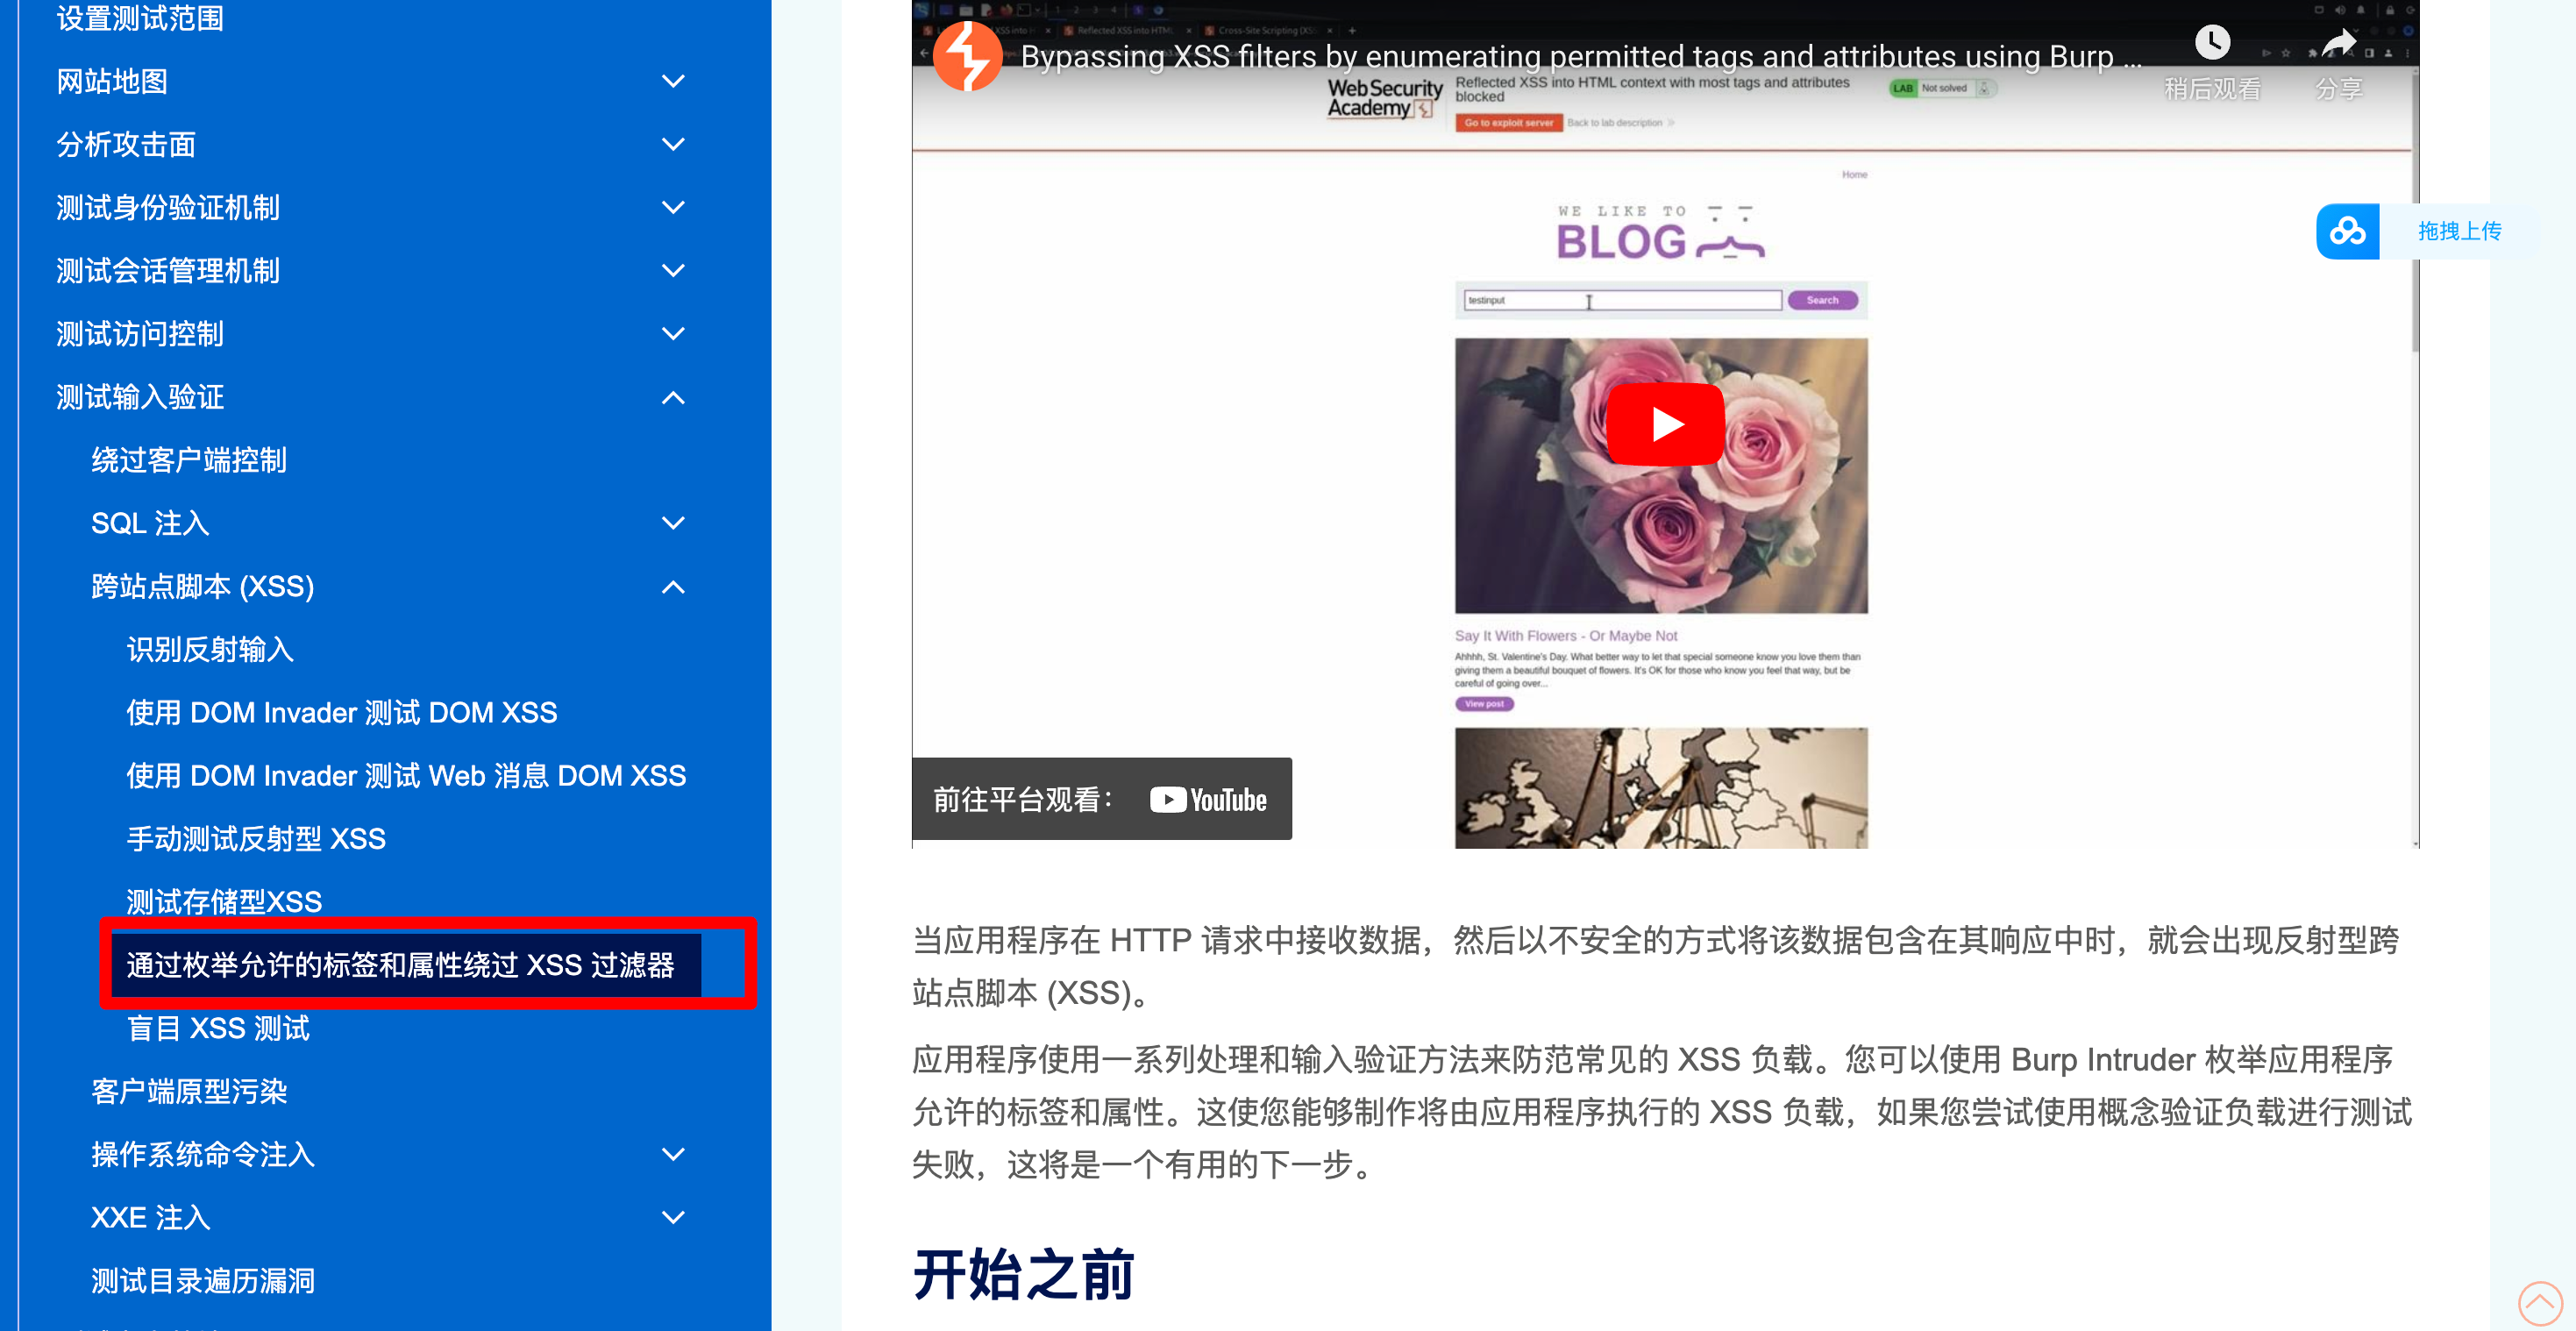 设置测试范围
网站地图
分析攻击面
测试身份验证机制
测试会话管理机制
测试访问控制
测试输入验证
绕过客户端控制
SQL 注入
跨站点脚本 (XSS)
识别反射输入
使用 DOM Invader 测试 DOM XSS
使用 DOM Invader 测试 Web 消息 DOM XSS
手动测试反射型 XSS
测试存储型XSS
通过枚举允许的标签和属性绕过 XSS 过滤器
盲目 XSS 测试
客户端原型污染
操作系统命令注入
XXE 注入
测试目录遍历漏洞
Reflected XSS into HTML
Cross-Site Scripting (XSS)
Bypassing XSS filters by enumerating permitted tags and attributes using Burp ...
稍后观看
分享
WebSecurity
Academy
Reflected XSS into HTML context with most tags and attributes
blocked
LAB Not solved
Go to exploit server
Back to lab description
Home
WE LIKE TO
BLOG
拖拽上传
testinput
Search
Say It With Flowers - Or Maybe Not
Ahhhh, St. Valentine's Day. What better way to let that special someone know you love them than
giving them a beautiful bouquet of flowers. It's OK for those who know you feel that way, but be
careful of going over...
View post
前往平台观看：
YouTube
当应用程序在 HTTP 请求中接收数据，然后以不安全的方式将该数据包含在其响应中时，就会出现反射型跨
站点脚本 (XSS)。
应用程序使用一系列处理和输入验证方法来防范常见的 XSS 负载。您可以使用 Burp Intruder 枚举应用程序
允许的标签和属性。这使您能够制作将由应用程序执行的 XSS 负载，如果您尝试使用概念验证负载进行测试
失败，这将是一个有用的下一步。
开始之前